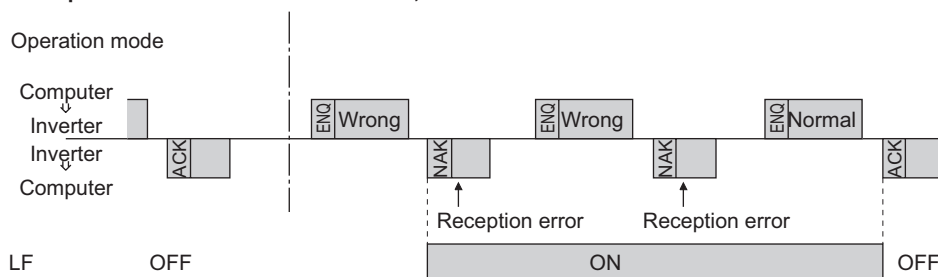 Operation mode
Computer
⇩
Inverter
Inverter
⇩
Computer
ACK
ENQ Wrong
NAK
ENQ Wrong
NAK
ENQ Normal
ACK
Reception error
Reception error
LF OFF ON OFF